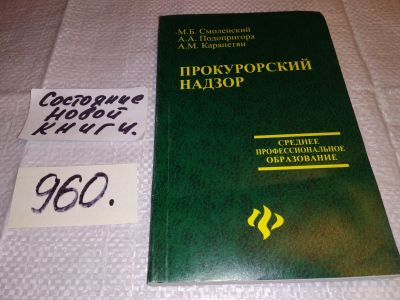 Состояние
новой
книги.
960.
М.Б. Смоленский
А.А. Подопригора
А.М. Карапетян
ПРОКУРОРСКИЙ
НАДЗОР
СРЕДНЕЕ
ПРОФЕССИОНАЛЬНОЕ
ОБРАЗОВАНИЕ